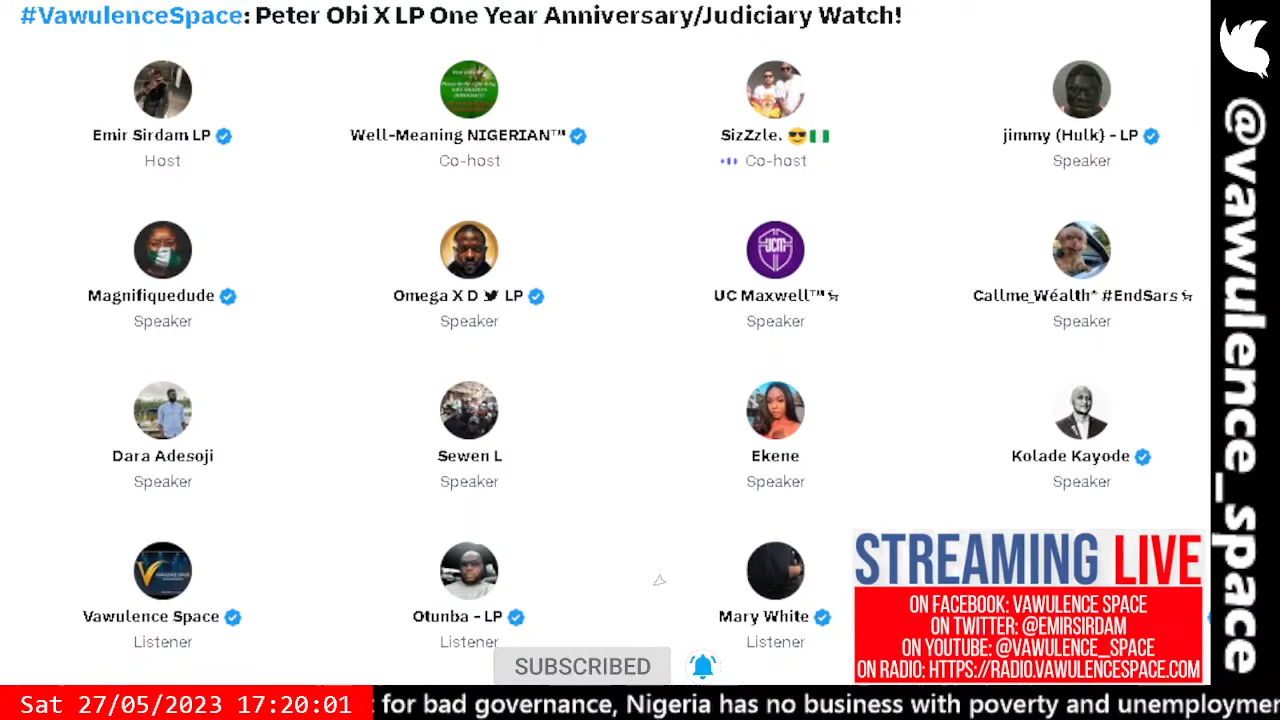 #VawulenceSpace: Peter Obi X LP One Year Anniversary/Judiciary Watch!
Emir Sirdam LP
Host
Well-Meaning NIGERIAN™
Co-host
SizZzle. 😎🇳🇬
Co-host
jimmy (Hulk) - LP
Speaker
Magnifiquedude
Speaker
Omega X D LP
Speaker
UCM
UC Maxwell™
Speaker
Callme_Wéalth* #EndSars
Speaker
Dara Adesoji
Speaker
Sewen L
Speaker
Ekene
Speaker
Kolade Kayode
Speaker
VAWULENCE SPACE
Vawulence Space
Listener
Otunba - LP
Listener
Mary White
Listener
STREAMING LIVE
ON FACEBOOK: VAWULENCE SPACE
ON TWITTER: @EMIRSIRDAM
ON YOUTUBE: @VAWULENCE_SPACE
ON RADIO: HTTPS://RADIO.VAWULENCESPACE.COM
SUBSCRIBED
@vawulence_space
Sat 27/05/2023 17:20:01
for bad governance, Nigeria has no business with poverty and unemployme